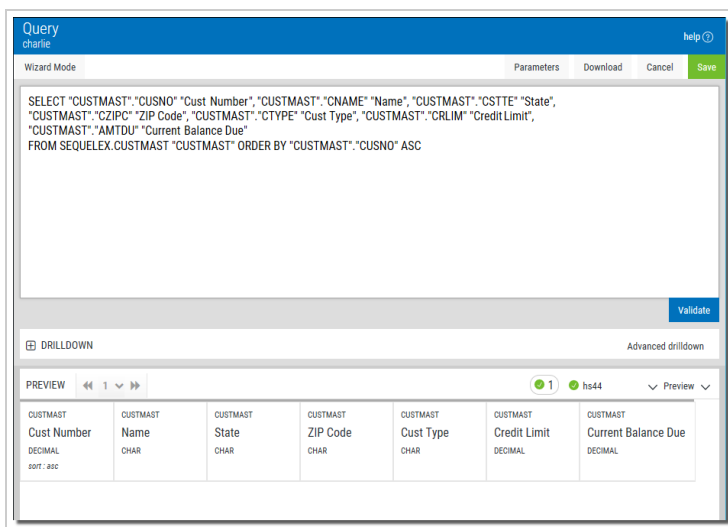 Query
charlie
help
Wizard Mode
Parameters Download Cancel Save
SELECT "CUSTMAST"."CUSNO" "Cust Number", "CUSTMAST"."CNAME" "Name", "CUSTMAST"."CSTTE" "State",
"CUSTMAST"."CZIPC" "ZIP Code", "CUSTMAST"."CTYPE" "Cust Type", "CUSTMAST"."CRLIM" "Credit Limit",
"CUSTMAST"."AMTDU" "Current Balance Due"
FROM SEQUELEX.CUSTMAST "CUSTMAST" ORDER BY "CUSTMAST"."CUSNO" ASC
Validate
DRILLDOWN Advanced drilldown
PREVIEW 1 1 hs44 Preview
CUSTMAST CUSTMAST CUSTMAST CUSTMAST CUSTMAST CUSTMAST CUSTMAST
Cust Number Name State ZIP Code Cust Type Credit Limit Current Balance Due
DECIMAL CHAR CHAR CHAR CHAR DECIMAL DECIMAL
sort : asc